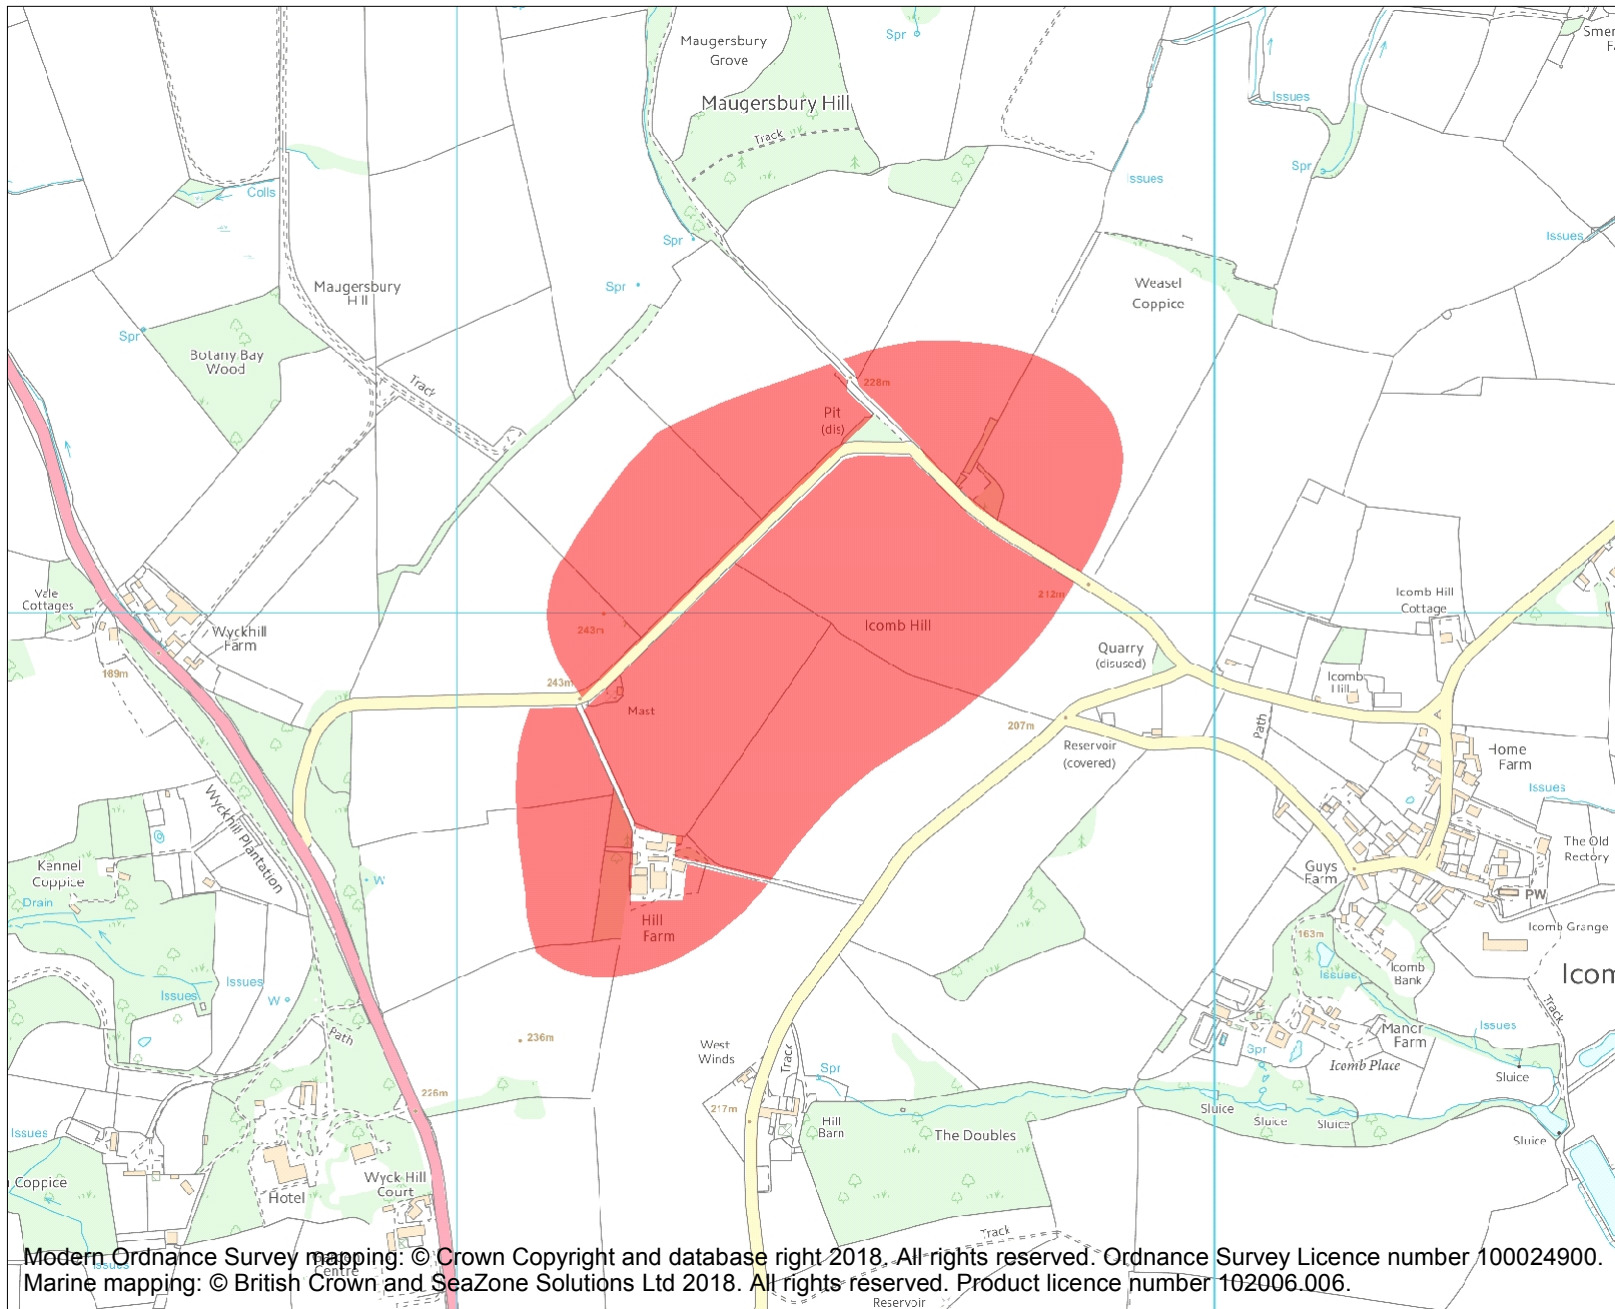 Spr
Maugersbury
Grove
Maugersbury Hill
Track
Issues
Issues
Spr
Colls
Spr
Spr
Issues
Maugersbury
Hill
Weasel
Coppice
Spr
Botany Bay
Wood
Track
228m
Pit
(dis)
Vale
Cottages
Wyckhill
Farm
189m
243m
212m
Icomb Hill
Icomb Hill
Cottage
Quarry
(disused)
Icomb
Hill
243m
Mast
207m
Reservoir
(covered)
Path
Home
Farm
Issues
Wyckhill Plantation
Kennel
Coppice
Drain
W
Guys
Farm
The Old
Rectory
PW
Icomb Grange
Hill
Farm
163m
Issues
Icomb
Bank
Icom
Issues
Issues
W
Path
Track
236m
West
Winds
Track
Spr
Spr
Manor
Farm
Icomb Place
Issues
Sluice
226m
217m
Hill
Barn
The Doubles
Sluice
Sluice
Sluice
Sluice
Issues
Coppice
Hotel
Wyck Hill
Court
Track
Garden
Centre
Issues
Reservoir
Modern Ordnance Survey mapping: © Crown Copyright and database right 2018. All rights reserved. Ordnance Survey Licence number 100024900.
Marine mapping: © British Crown and SeaZone Solutions Ltd 2018. All rights reserved. Product licence number 102006.006.